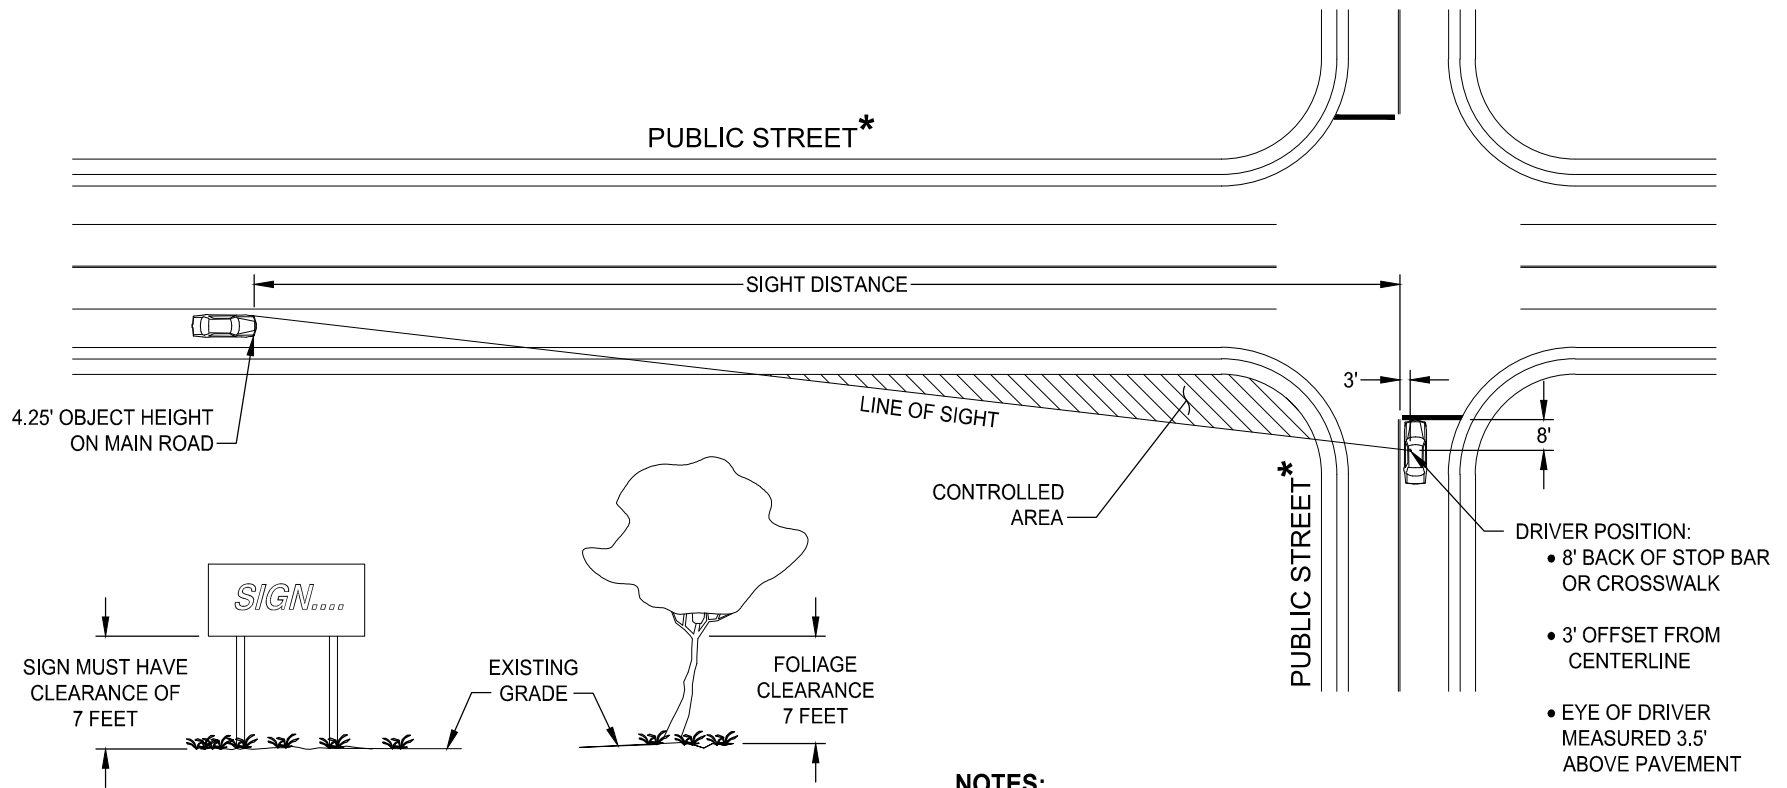 PUBLIC STREET*
SIGHT DISTANCE
3'
4.25' OBJECT HEIGHT
ON MAIN ROAD
LINE OF SIGHT
8'
CONTROLLED
AREA
PUBLIC STREET*
DRIVER POSITION:
• 8' BACK OF STOP BAR
OR CROSSWALK
• 3' OFFSET FROM
CENTERLINE
• EYE OF DRIVER
MEASURED 3.5'
ABOVE PAVEMENT
SIGN....
SIGN MUST HAVE
CLEARANCE OF
7 FEET
EXISTING
GRADE
FOLIAGE
CLEARANCE
7 FEET
NOTES: